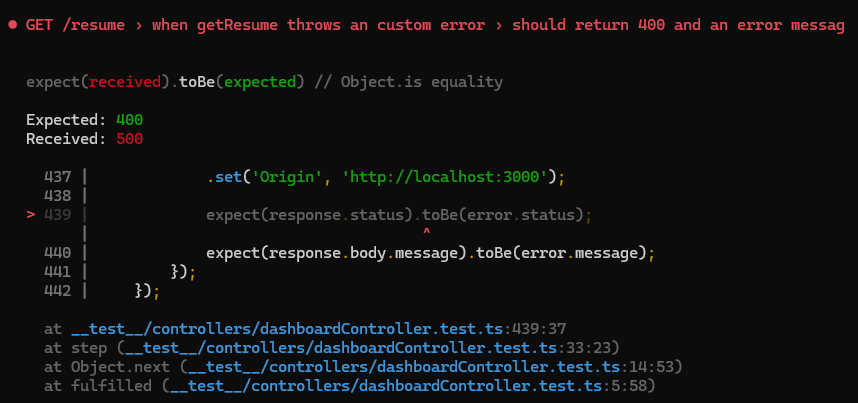 ● GET /resume › when getResume throws an custom error › should return 400 and an error messag
expect(received).toBe(expected) // Object.is equality
Expected: 400
Received: 500
437 |             .set('Origin', 'http://localhost:3000');
438 |
> 439 |             expect(response.status).toBe(error.status);
|                                     ^
440 |             expect(response.body.message).toBe(error.message);
441 |         });
442 |     });
at __test__/controllers/dashboardController.test.ts:439:37
at step (__test__/controllers/dashboardController.test.ts:33:23)
at Object.next (__test__/controllers/dashboardController.test.ts:14:53)
at fulfilled (__test__/controllers/dashboardController.test.ts:5:58)